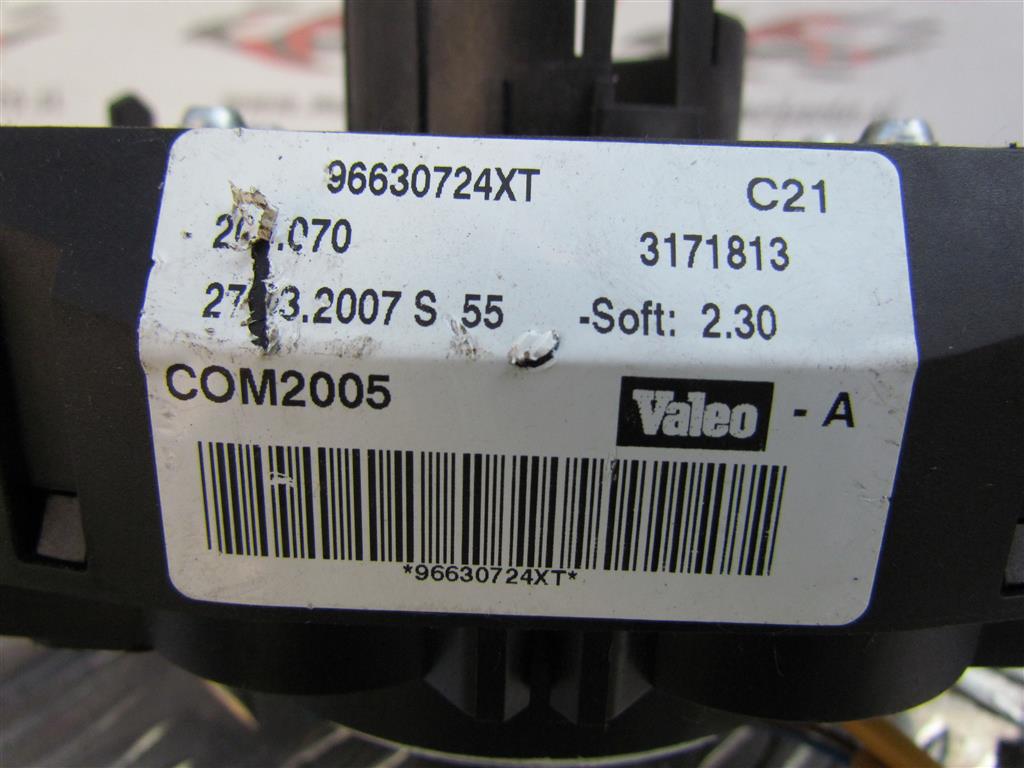 96630724XT C21
3171813
S 55 -Soft: 2.30
COM2005 Valeo - A
*96630724XT*